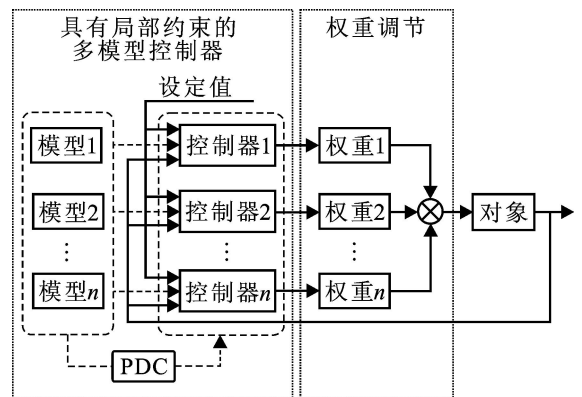 具有局部约束的
多模型控制器
权重调节
设定值
模型1
控制器1
权重1
模型2
控制器2
权重2
对象
⋮
⋮
⋮
模型n
控制器n
权重n
PDC